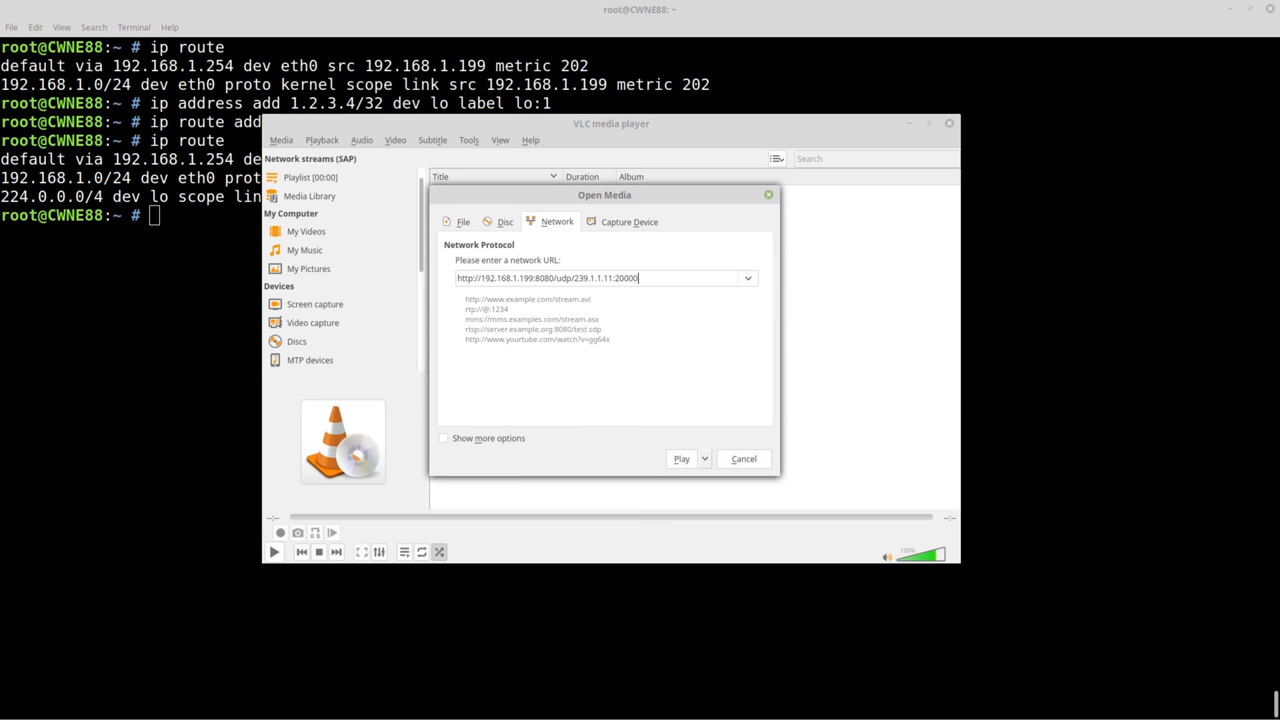 root@CWNE88: ~
File Edit View Search Terminal Help
root@CWNE88:~ # ip route
default via 192.168.1.254 dev eth0 src 192.168.1.199 metric 202
192.168.1.0/24 dev eth0 proto kernel scope link src 192.168.1.199 metric 202
root@CWNE88:~ # ip address add 1.2.3.4/32 dev lo label lo:1
root@CWNE88:~ # ip route add
root@CWNE88:~ # ip route
default via 192.168.1.254 de
192.168.1.0/24 dev eth0 prot
224.0.0.0/4 dev lo scope lin
root@CWNE88:~ #
VLC media player
Media Playback Audio Video Subtitle Tools View Help
Network streams (SAP)
Search
Playlist [00:00]
Title Duration Album
Media Library
My Computer
My Videos
My Music
My Pictures
Devices
Screen capture
Video capture
Discs
MTP devices
Open Media
File Disc Network Capture Device
Network Protocol
Please enter a network URL:
http://192.168.1.199:8080/udp/239.1.1.11:20000
http://www.example.com/stream.avi
rtp://@:1234
mms://mms.examples.com/stream.asx
rtsp://server.example.org:8080/test.sdp
http://www.yourtube.com/watch?v=gg64x
Show more options
Play Cancel
--:-- --:--
100%